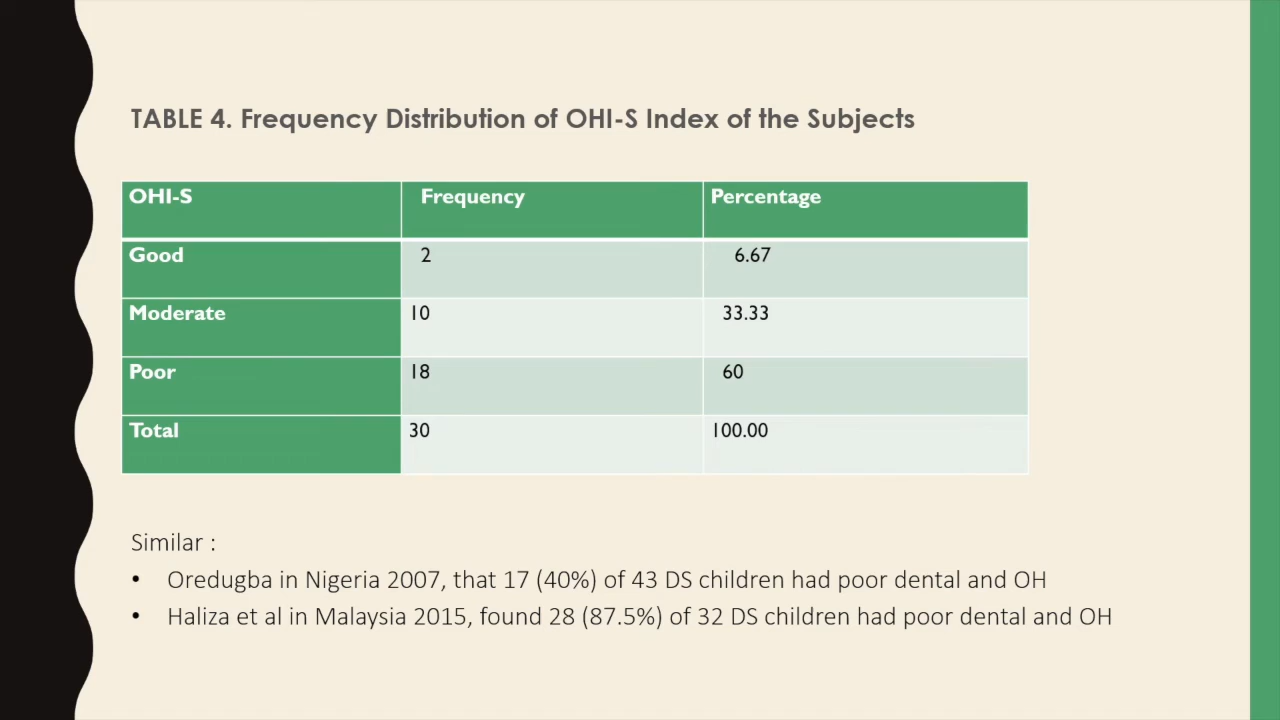 TABLE 4. Frequency Distribution of OHI-S Index of the Subjects
OHI-S Frequency Percentage
Good 2 6.67
Moderate 10 33.33
Poor 18 60
Total 30 100.00
Similar :
• Oredugba in Nigeria 2007, that 17 (40%) of 43 DS children had poor dental and OH
• Haliza et al in Malaysia 2015, found 28 (87.5%) of 32 DS children had poor dental and OH